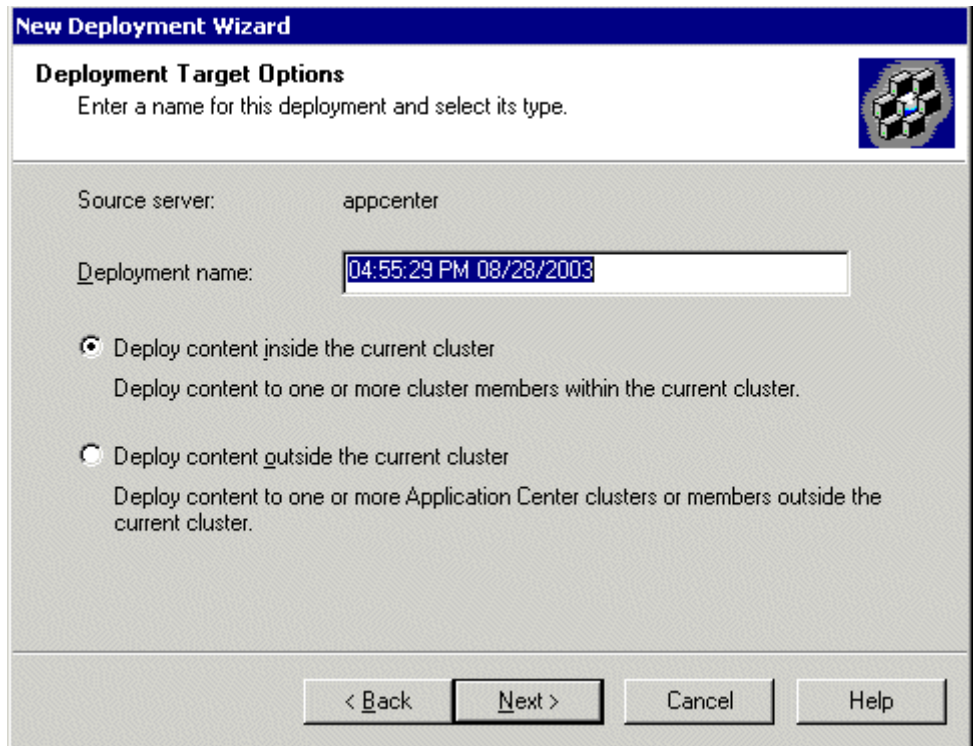 New Deployment Wizard
Deployment Target Options
Enter a name for this deployment and select its type.
Source server: appcenter
Deployment name: 04:55:29 PM 08/28/2003
Deploy content inside the current cluster
Deploy content to one or more cluster members within the current cluster.
Deploy content outside the current cluster
Deploy content to one or more Application Center clusters or members outside the
current cluster.
< Back Next > Cancel Help